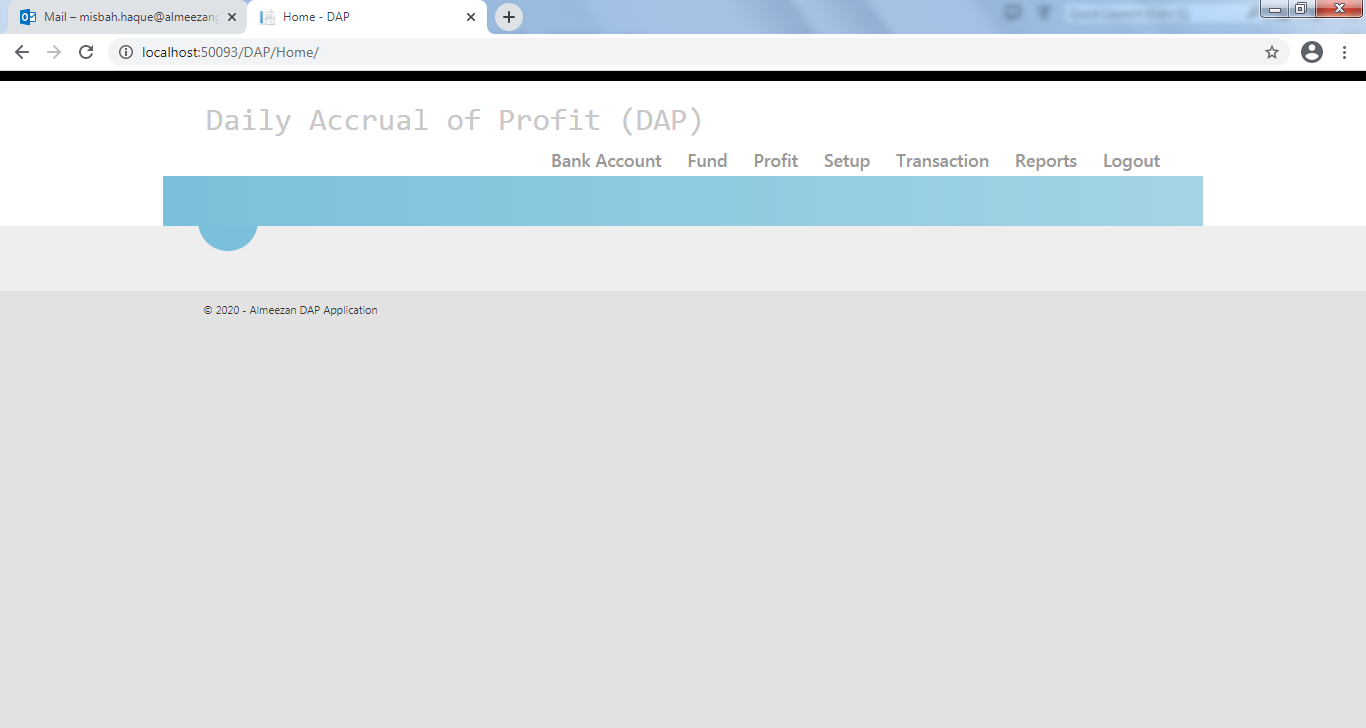 Mail – misbah.haque@almeezang
Home - DAP
localhost:50093/DAP/Home/
Daily Accrual of Profit (DAP)
Bank Account Fund Profit Setup Transaction Reports Logout
© 2020 - Almeezan DAP Application